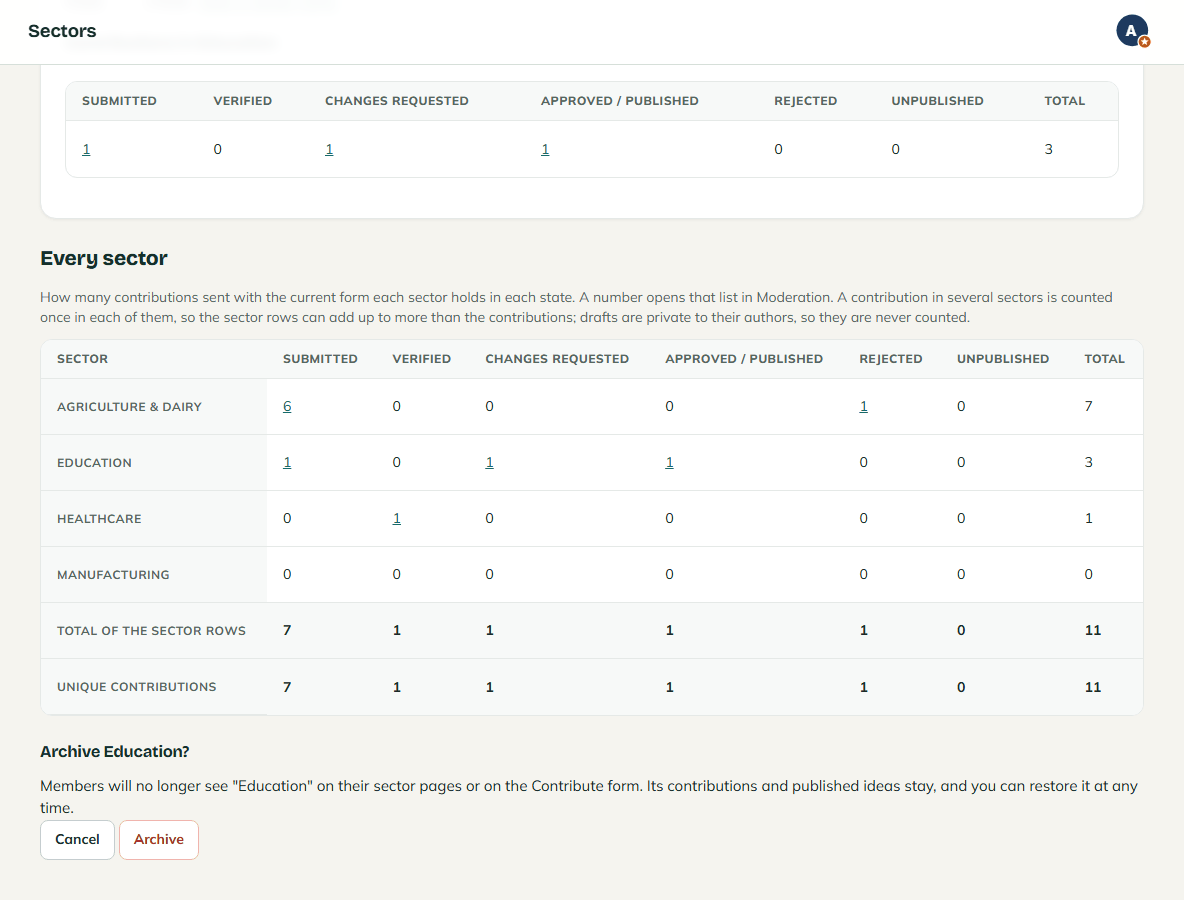 Sectors
A
SUBMITTED VERIFIED CHANGES REQUESTED APPROVED / PUBLISHED REJECTED UNPUBLISHED TOTAL
1 0 1 1 0 0 3
Every sector
How many contributions sent with the current form each sector holds in each state. A number opens that list in Moderation. A contribution in several sectors is counted
once in each of them, so the sector rows can add up to more than the contributions; drafts are private to their authors, so they are never counted.
SECTOR SUBMITTED VERIFIED CHANGES REQUESTED APPROVED / PUBLISHED REJECTED UNPUBLISHED TOTAL
AGRICULTURE & DAIRY 6 0 0 0 1 0 7
EDUCATION 1 0 1 1 0 0 3
HEALTHCARE 0 1 0 0 0 0 1
MANUFACTURING 0 0 0 0 0 0 0
TOTAL OF THE SECTOR ROWS 7 1 1 1 1 0 11
UNIQUE CONTRIBUTIONS 7 1 1 1 1 0 11
Archive Education?
Members will no longer see "Education" on their sector pages or on the Contribute form. Its contributions and published ideas stay, and you can restore it at any
time.
Cancel Archive